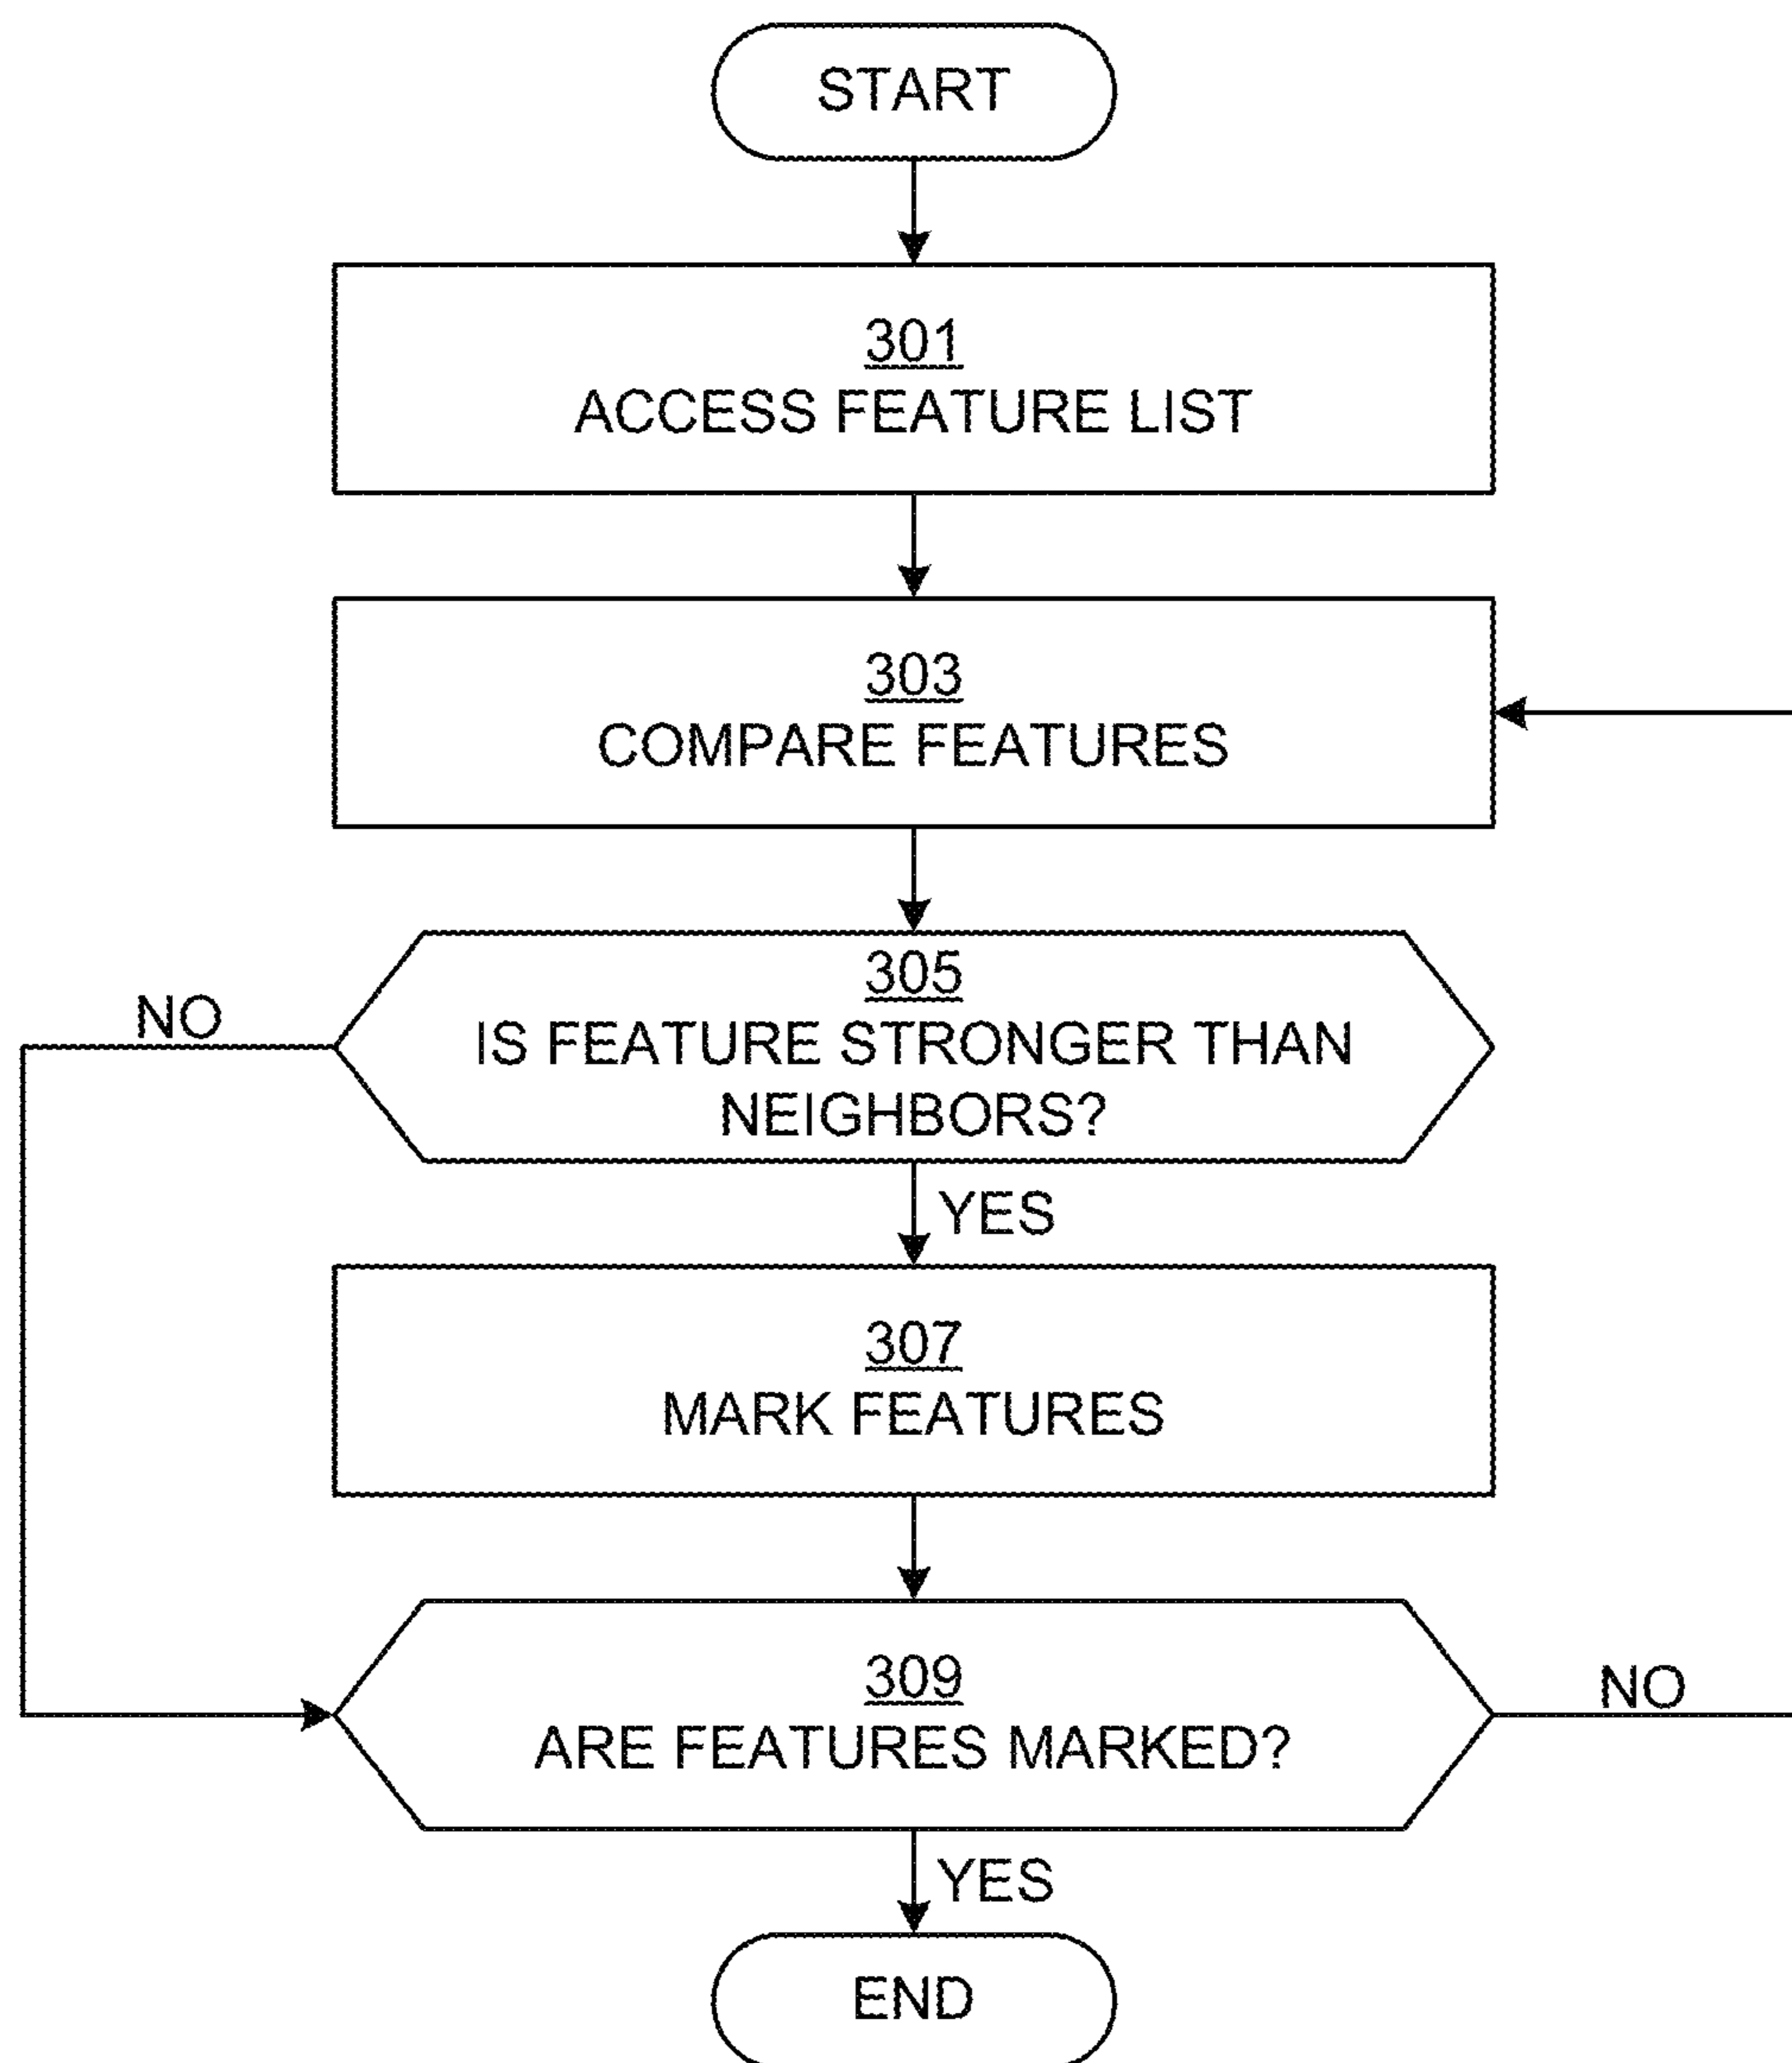 START
301
ACCESS FEATURE LIST
303
COMPARE FEATURES
305
NO
IS FEATURE STRONGER THAN
NEIGHBORS?
YES
307
MARK FEATURES
309
NO
ARE FEATURES MARKED?
YES
END